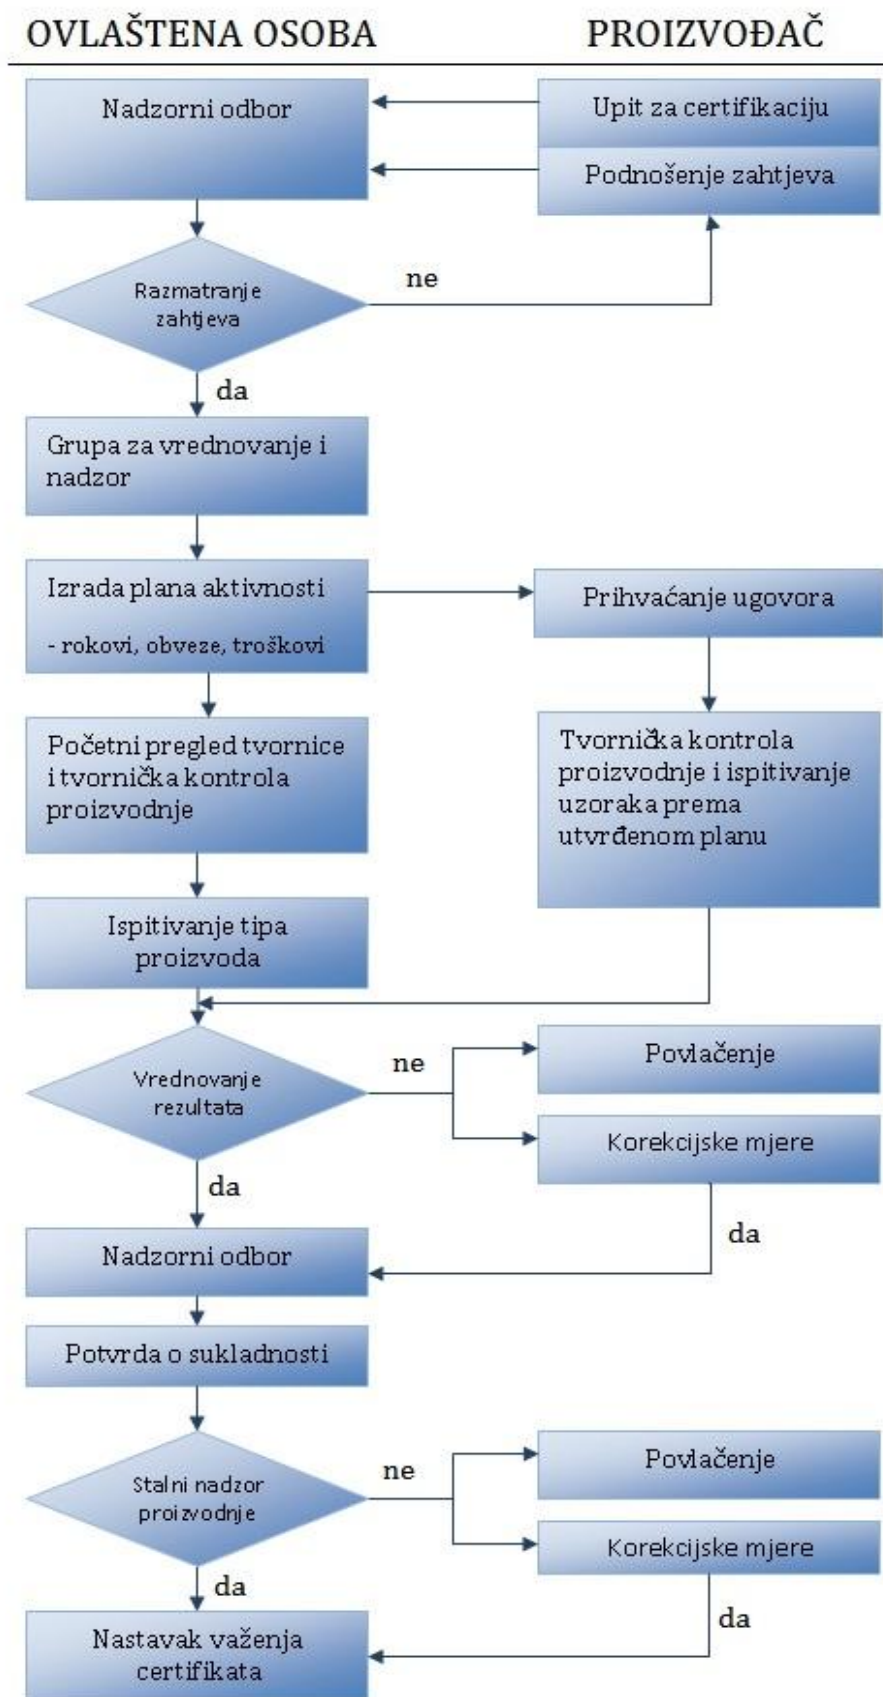 OVLAŠTENA OSOBA
PROIZVOĐAČ
Nadzorni odbor
Upit za certifikaciju
Podnošenje zahtjeva
Razmatranje
zahtjeva
ne
da
Grupa za vrednovanje i
nadzor
Izrada plana aktivnosti
- rokovi, obveze, troškovi
Prihvaćanje ugovora
Početni pregled tvornice
i tvornička kontrola
proizvodnje
Tvornička kontrola
proizvodnje i ispitivanje
uzoraka prema
utvrđenom planu
Ispitivanje tipa
proizvoda
Vrednovanje
rezultata
ne
Povlačenje
Korekcijske mjere
da
da
Nadzorni odbor
Potvrda o sukladnosti
Stalni nadzor
proizvodnje
ne
Povlačenje
Korekcijske mjere
da
da
Nastavak važenja
certifikata